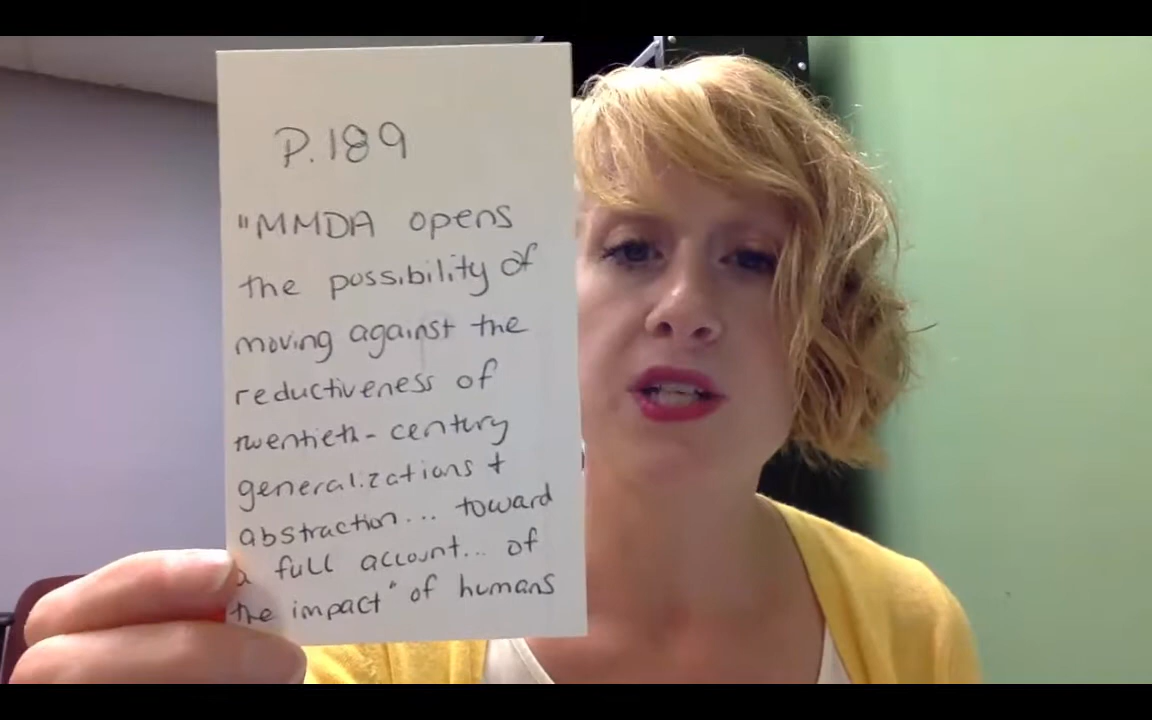 P.189
"MMDA opens
the possibility of
moving against the
reductiveness of
twentieth-century
generalizations +
abstraction... toward
a full account... of
the impact" of humans